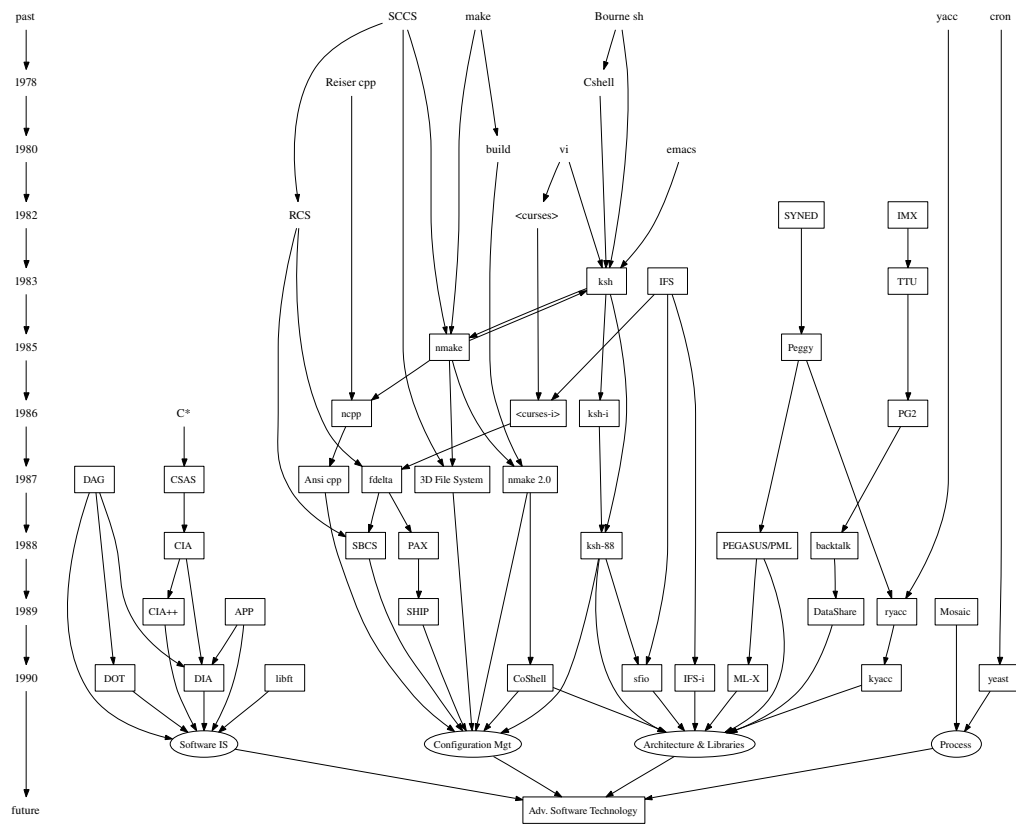 past SCCS make Bourne sh yacc cron
1978 Reiser cpp Cshell
1980 build vi emacs
1982 RCS <curses> SYNED IMX
1983 ksh IFS TTU
1985 nmake Peggy
1986 C* ncpp <curses-i> ksh-i PG2
1987 DAG CSAS Ansi cpp fdelta 3D File System nmake 2.0
1988 CIA SBCS PAX ksh-88 PEGASUS/PML backtalk
1989 CIA++ APP SHIP DataShare ryacc Mosaic
1990 DOT DIA libft CoShell sfio IFS-i ML-X kyacc yeast
Software IS Configuration Mgt Architecture & Libraries Process
future Adv. Software Technology